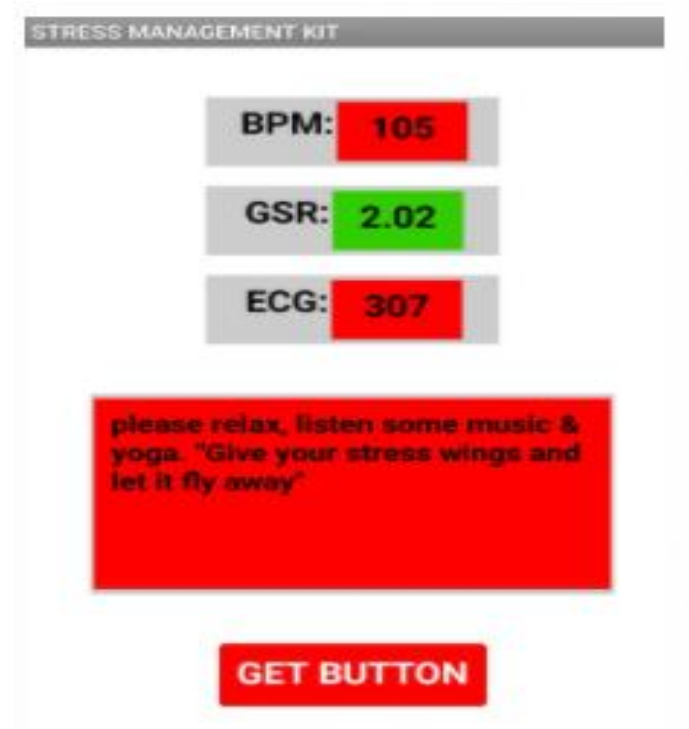 STRESS MANAGEMENT KIT
BPM: 105
GSR: 2.02
ECG: 307
please relax, listen some music &
yoga. "Give your stress wings and
let it fly away"
GET BUTTON